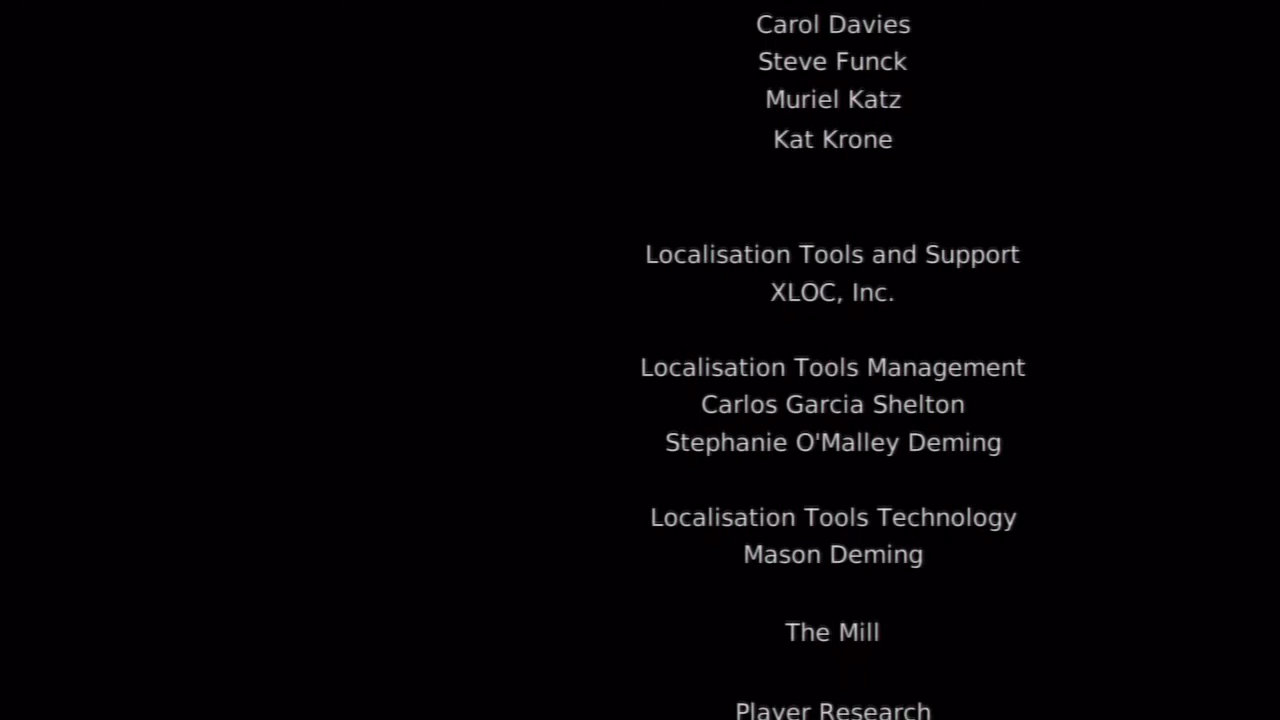 Carol Davies
Steve Funck
Muriel Katz
Kat Krone
Localisation Tools and Support
XLOC, Inc.
Localisation Tools Management
Carlos Garcia Shelton
Stephanie O'Malley Deming
Localisation Tools Technology
Mason Deming
The Mill
Player Research